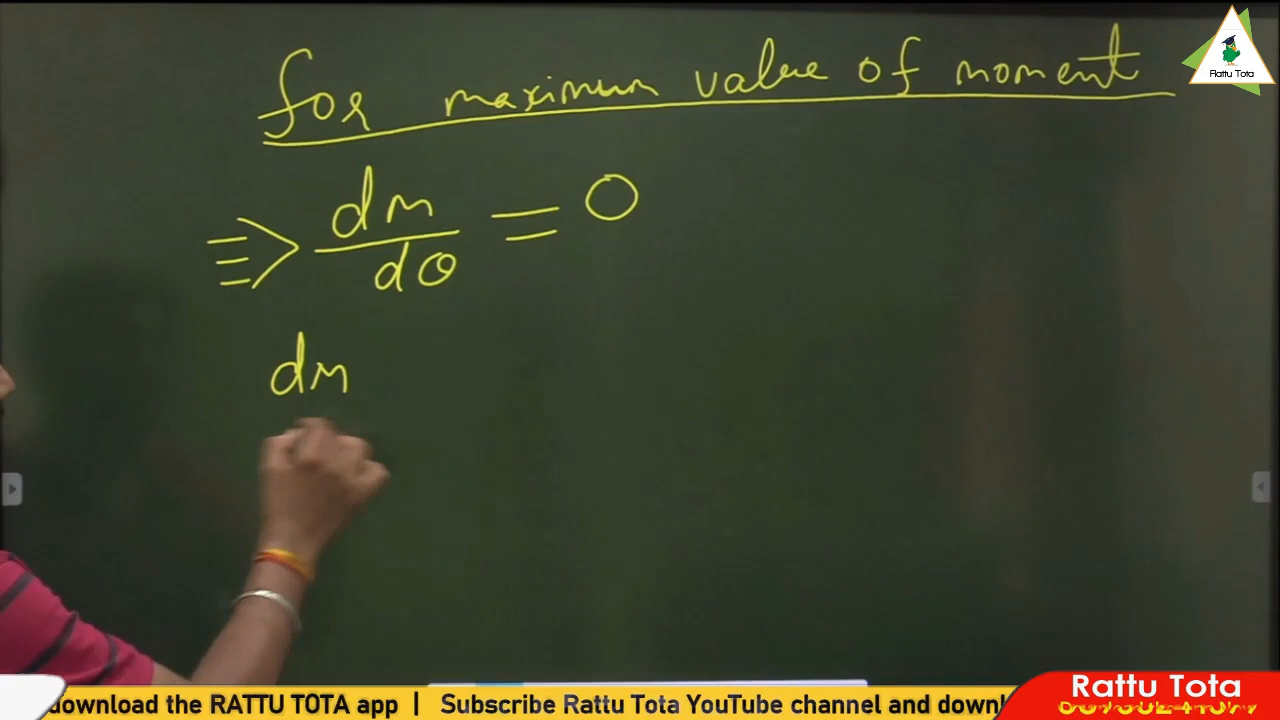 for maximum value of moment
⇒ dm/dθ = 0
dm
Rattu Tota
download the RATTU TOTA app | Subscribe Rattu Tota YouTube channel and downl
Rattu Tota